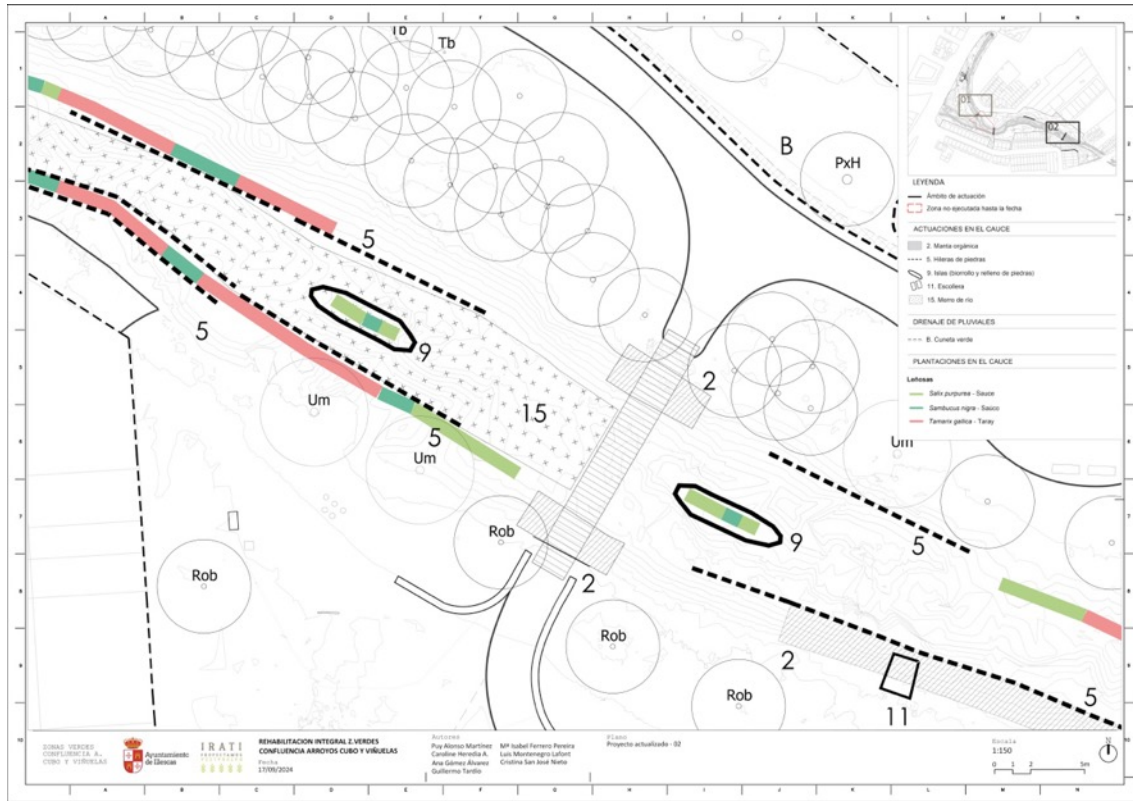 A B C D E F G H I J K L M N
1
2
3
4
5
6
7
8
9
10
Tb
Tb
B
PxH
5
5
9
2
15
Um
5
Um
Um
Rob
9
5
Rob
2
Rob
2
Rob
11
5
01
02
LEYENDA
Ámbito de actuación
Zona no ejecutada hasta la fecha
ACTUACIONES EN EL CAUCE
2. Manta orgánica
5. Hileras de piedras
9. Islas (biorrollo y relleno de piedras)
11. Escollera
15. Morro de río
DRENAJE DE PLUVIALES
B. Cuneta verde
PLANTACIONES EN EL CAUCE
Leñosas
Salix purpurea - Sauce
Sambucus nigra - Saúco
Tamarix gallica - Taray
ZONAS VERDES
CONFLUENCIA A.
CUBO Y VIÑUELAS
Ayuntamiento
de Illescas
IRATI
PROYECTAMOS
REHABILITACION INTEGRAL Z.VERDES
CONFLUENCIA ARROYOS CUBO Y VIÑUELAS
Fecha
17/05/2024
Autores
Puy Alonso Martínez
Caroline Heredia A.
Ana Gómez Álvarez
Guillermo Tardío
Mª Isabel Ferrero Pereira
Luis Montenegro Lafont
Cristina San José Nieto
Plano
Proyecto actualizado - 02
Escala
1:150
0 1 2 5m
N